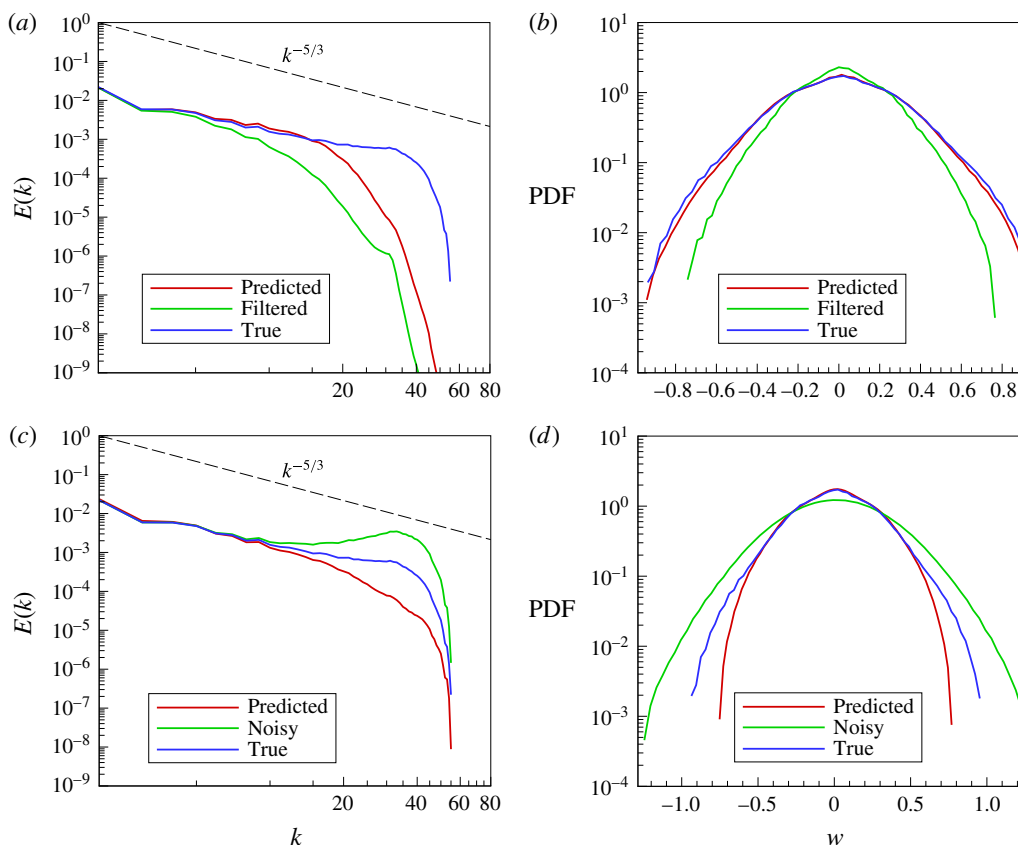 (a)
10^0
10^-1
10^-2
10^-3
10^-4
10^-5
10^-6
10^-7
10^-8
10^-9
E(k)
k^-5/3
Predicted
Filtered
True
20 40 60 80
(b)
10^1
10^0
10^-1
10^-2
10^-3
10^-4
PDF
Predicted
Filtered
True
−0.8 −0.6 −0.4 −0.2 0 0.2 0.4 0.6 0.8
(c)
10^0
10^-1
10^-2
10^-3
10^-4
10^-5
10^-6
10^-7
10^-8
10^-9
E(k)
k^-5/3
Predicted
Noisy
True
20 40 60 80
k
(d)
10^1
10^0
10^-1
10^-2
10^-3
10^-4
PDF
Predicted
Noisy
True
−1.0 −0.5 0 0.5 1.0
w